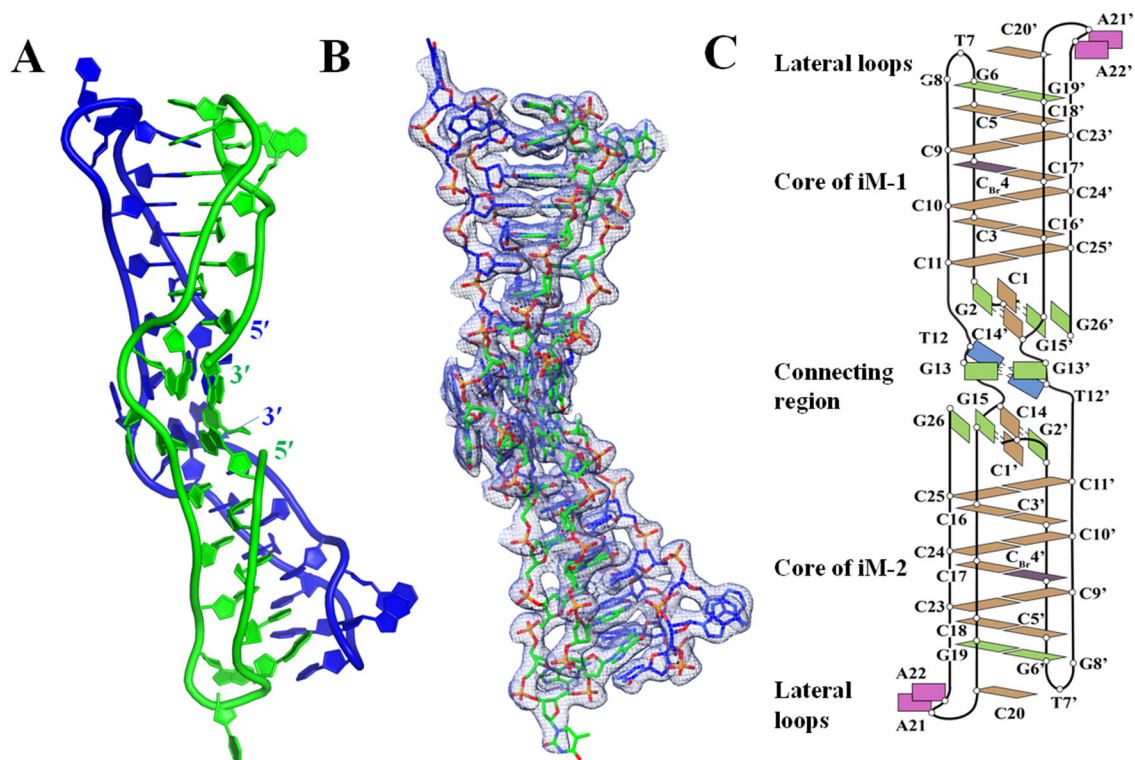 A
B
C
5'
3'
3'
5'
Lateral loops
C20'
A21'
T7
A22'
G8
G6
G19'
C18'
C5
C23'
C9
Core of iM-1
C17'
CBr4
C24'
C10
C16'
C3
C25'
C11
C1
G2
G26'
C14'
T12
G15'
Connecting
region
G13
G13'
T12'
G15
C14
G26
G2'
C1'
C11'
C25
C3'
C16
C10'
C24
CBr4'
Core of iM-2
C17
C9'
C23
C5'
C18
G19
G6'
G8'
A22
Lateral
loops
T7'
C20
A21